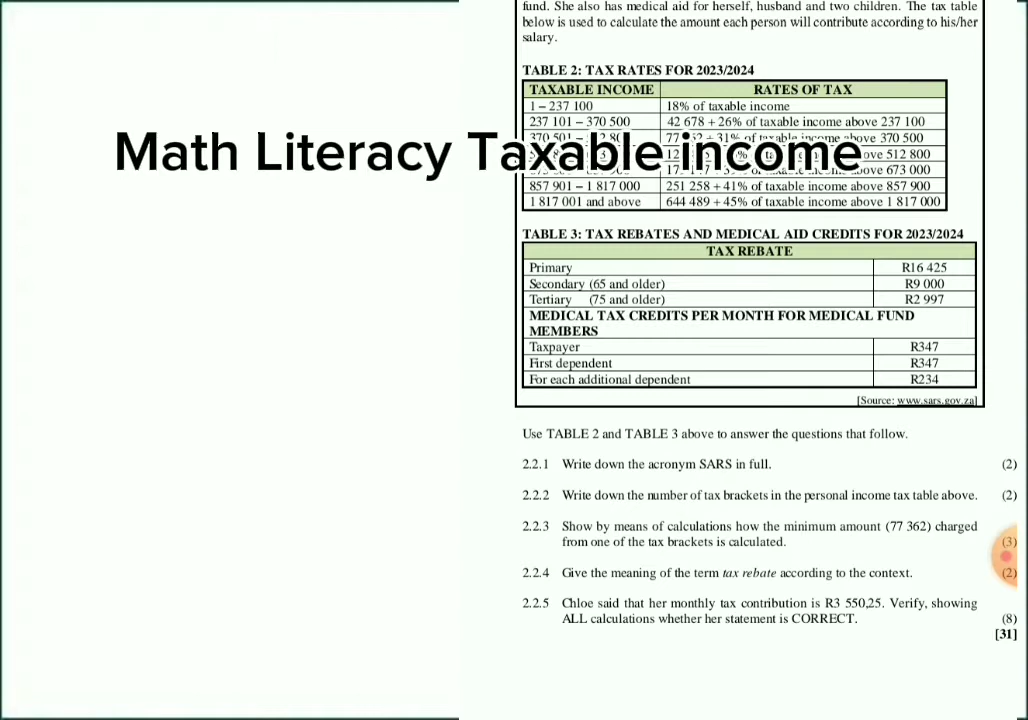 fund. She also has medical aid for herself, husband and two children. The tax table
below is used to calculate the amount each person will contribute according to his/her
salary.
TABLE 2: TAX RATES FOR 2023/2024
TAXABLE INCOME RATES OF TAX
1 – 237 100 18% of taxable income
237 101 – 370 500 42 678 + 26% of taxable income above 237 100
370 501 – 31% of taxable income above 370 500
Math Literacy Taxable income
above 512 800
above 673 000
857 901 – 1 817 000 251 258 + 41% of taxable income above 857 900
1 817 001 and above 644 489 + 45% of taxable income above 1 817 000
TABLE 3: TAX REBATES AND MEDICAL AID CREDITS FOR 2023/2024
TAX REBATE
Primary R16 425
Secondary (65 and older) R9 000
Tertiary (75 and older) R2 997
MEDICAL TAX CREDITS PER MONTH FOR MEDICAL FUND
MEMBERS
Taxpayer R347
First dependent R347
For each additional dependent R234
[Source: www.sars.gov.za]
Use TABLE 2 and TABLE 3 above to answer the questions that follow.
2.2.1 Write down the acronym SARS in full. (2)
2.2.2 Write down the number of tax brackets in the personal income tax table above. (2)
2.2.3 Show by means of calculations how the minimum amount (77 362) charged
from one of the tax brackets is calculated. (3)
2.2.4 Give the meaning of the term tax rebate according to the context. (2)
2.2.5 Chloe said that her monthly tax contribution is R3 550,25. Verify, showing
ALL calculations whether her statement is CORRECT. (8)
[31]